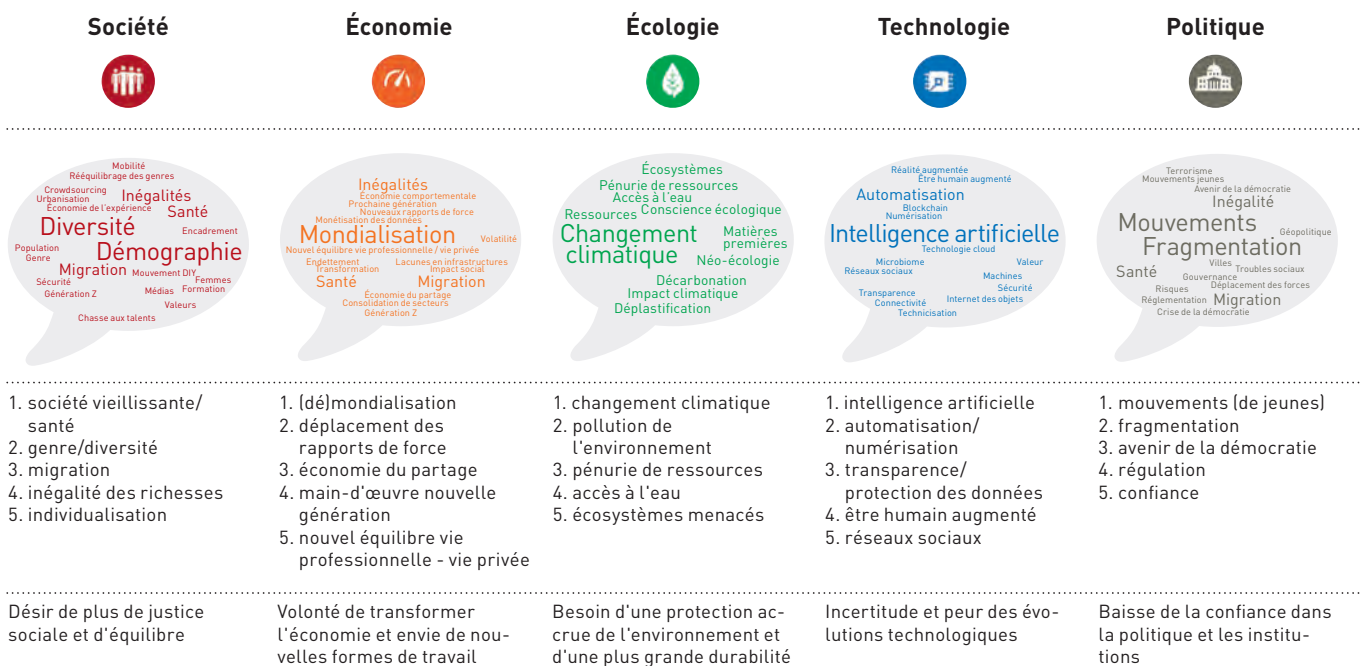 Société
Économie
Écologie
Technologie
Politique
Mobilité
Rééquilibrage des genres
Crowdsourcing
Urbanisation
Inégalités
Économie de l'expérience
Santé
Diversité
Encadrement
Population
Démographie
Genre
Migration
Mouvement DIY
Femmes
Sécurité
Médias
Formation
Génération Z
Valeurs
Chasse aux talents
Inégalités
Économie comportementale
Prochaine génération
Nouveaux rapports de force
Monétisation des données
Mondialisation
Volatilité
Nouvel équilibre vie professionnelle / vie privée
Endettement
Lacunes en infrastructures
Transformation
Impact social
Santé
Migration
Économie du partage
Consolidation de secteurs
Génération Z
Écosystèmes
Pénurie de ressources
Accès à l'eau
Ressources
Conscience écologique
Changement
climatique
Matières
premières
Néo-écologie
Décarbonation
Impact climatique
Déplastification
Réalité augmentée
Être humain augmenté
Automatisation
Blockchain
Numérisation
Intelligence artificielle
Technologie cloud
Microbiome
Valeur
Réseaux sociaux
Machines
Sécurité
Transparence
Internet des objets
Connectivité
Technicisation
Terrorisme
Mouvements jeunes
Avenir de la démocratie
Inégalité
Mouvements
Géopolitique
Fragmentation
Villes
Santé
Troubles sociaux
Gouvernance
Déplacement des forces
Risques
Réglementation
Migration
Crise de la démocratie
1. société vieillissante/
santé
2. genre/diversité
3. migration
4. inégalité des richesses
5. individualisation
1. (dé)mondialisation
2. déplacement des
rapports de force
3. économie du partage
4. main-d'œuvre nouvelle
génération
5. nouvel équilibre vie
professionnelle - vie privée
1. changement climatique
2. pollution de
l'environnement
3. pénurie de ressources
4. accès à l'eau
5. écosystèmes menacés
1. intelligence artificielle
2. automatisation/
numérisation
3. transparence/
protection des données
4. être humain augmenté
5. réseaux sociaux
1. mouvements (de jeunes)
2. fragmentation
3. avenir de la démocratie
4. régulation
5. confiance
Désir de plus de justice
sociale et d'équilibre
Volonté de transformer
l'économie et envie de nou-
velles formes de travail
Besoin d'une protection ac-
crue de l'environnement et
d'une plus grande durabilité
Incertitude et peur des évo-
lutions technologiques
Baisse de la confiance dans
la politique et les institu-
tions